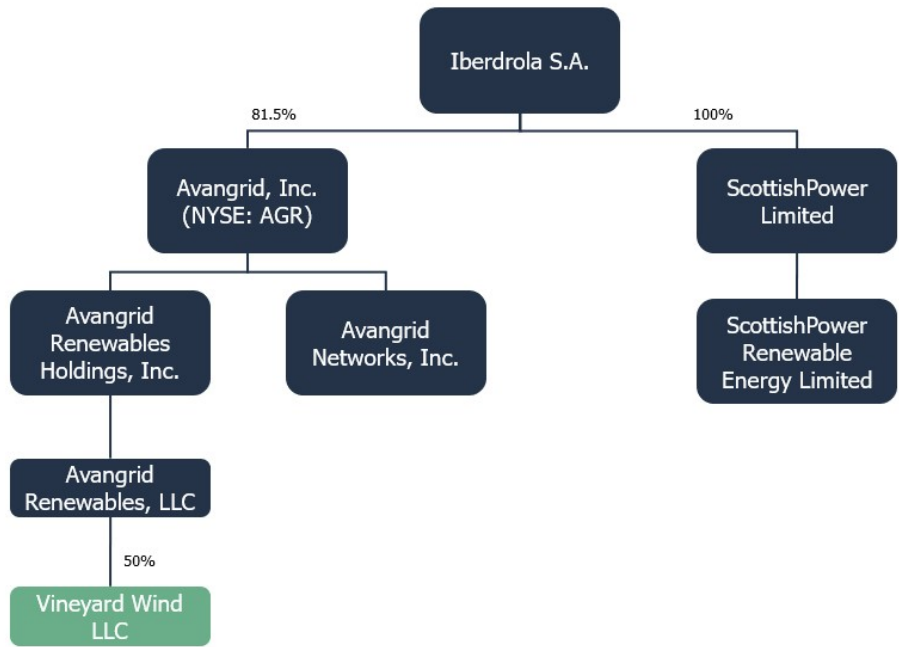 Iberdrola S.A.
81.5%
100%
Avangrid, Inc.
(NYSE: AGR)
ScottishPower
Limited
Avangrid
Renewables
Holdings, Inc.
Avangrid
Networks, Inc.
ScottishPower
Renewable
Energy Limited
Avangrid
Renewables, LLC
50%
Vineyard Wind
LLC